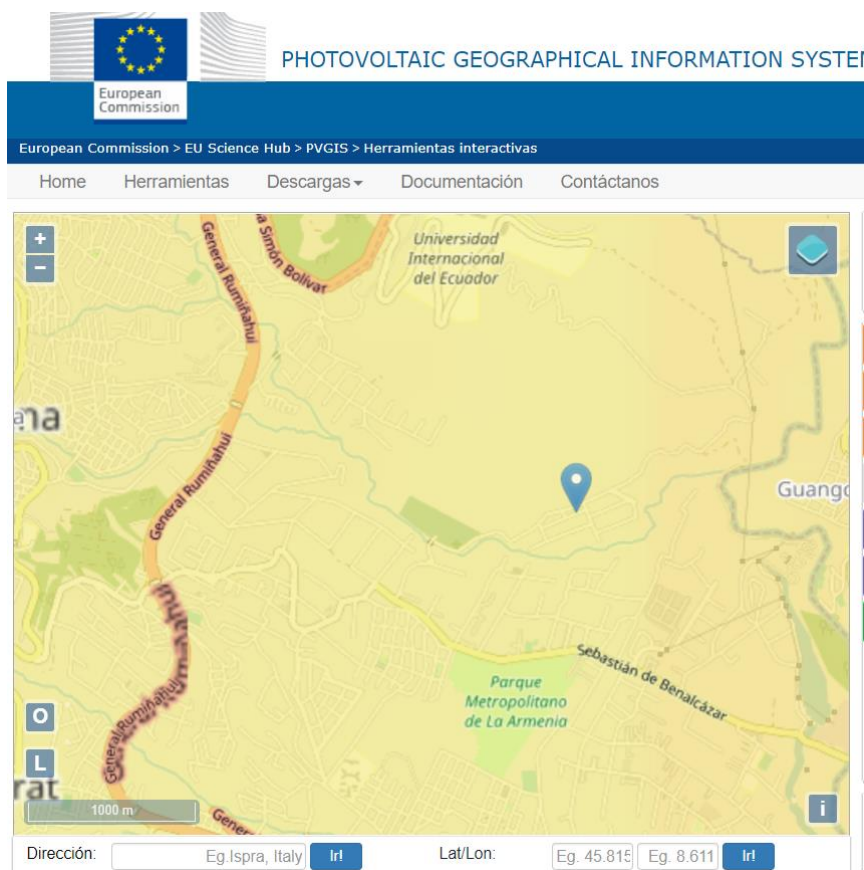 PHOTOVOLTAIC GEOGRAPHICAL INFORMATION SYSTE
European
Commission
European Commission > EU Science Hub > PVGIS > Herramientas interactivas
Home Herramientas Descargas Documentación Contáctanos
+
−
General Rumiñahui
Simón Bolívar
Universidad
Internacional
del Ecuador
General Rumiñahui
Guango
Sebastián de Benalcázar
Parque
Metropolitano
de La Armenia
General Rumiñahui
O
L
rat
1000 m
i
Dirección: Eg.Ispra, Italy Ir! Lat/Lon: Eg. 45.815 Eg. 8.611 Ir!